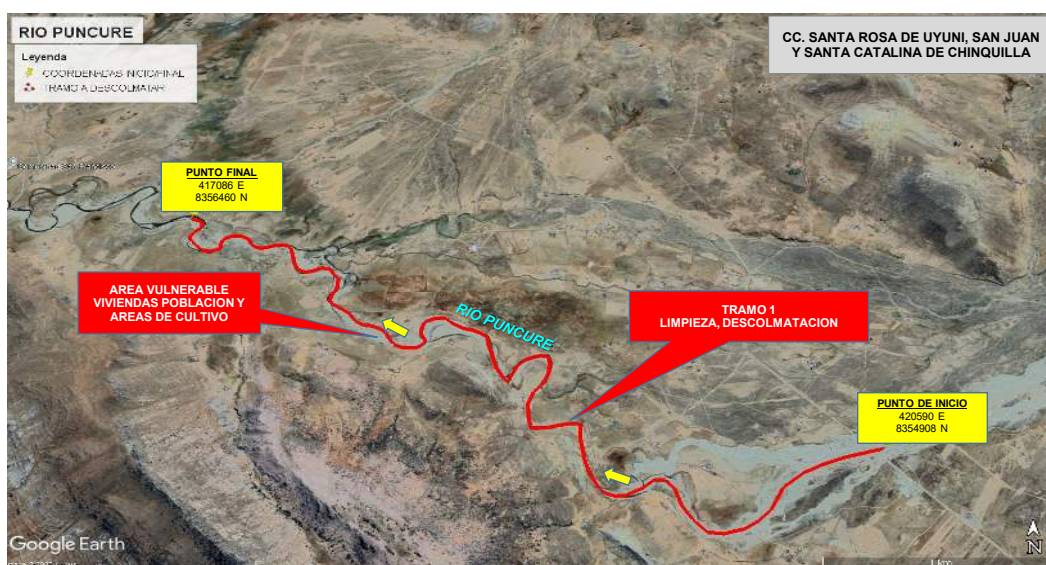 RIO PUNCURE
Leyenda
COORDENADAS INICIO/FINAL
TRAMO A DESCOLMATAR
CC. SANTA ROSA DE UYUNI, SAN JUAN
Y SANTA CATALINA DE CHINQUILLA
PUNTO FINAL
417086 E
8356460 N
AREA VULNERABLE
VIVIENDAS POBLACION Y
AREAS DE CULTIVO
RIO PUNCURE
TRAMO 1
LIMPIEZA, DESCOLMATACION
PUNTO DE INICIO
420590 E
8354908 N
Google Earth
N
1 km